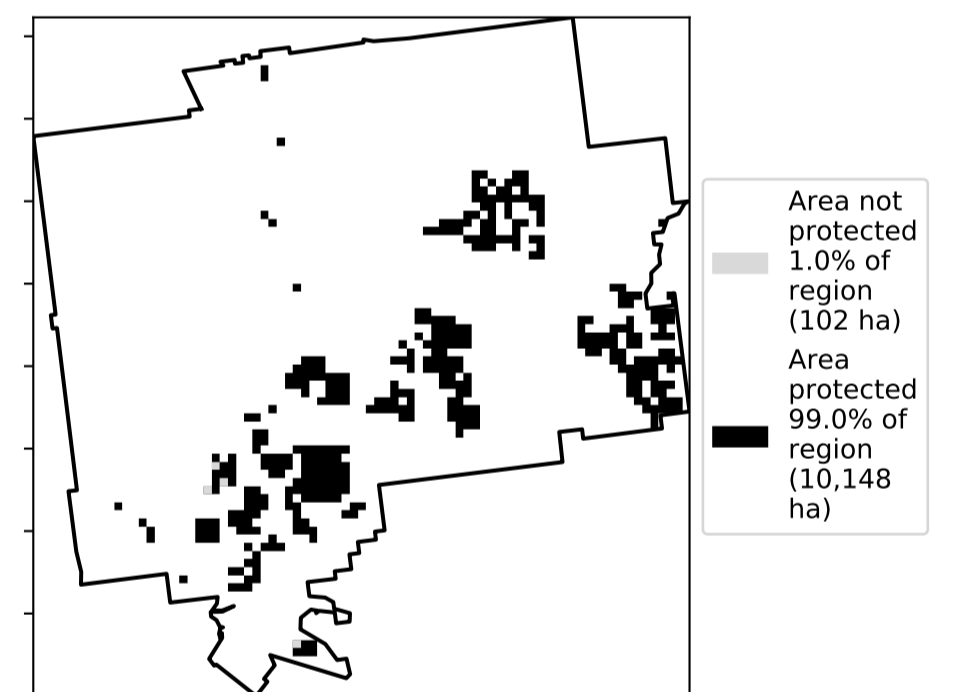 Area not
protected
1.0% of
region
(102 ha)
Area
protected
99.0% of
region
(10,148
ha)